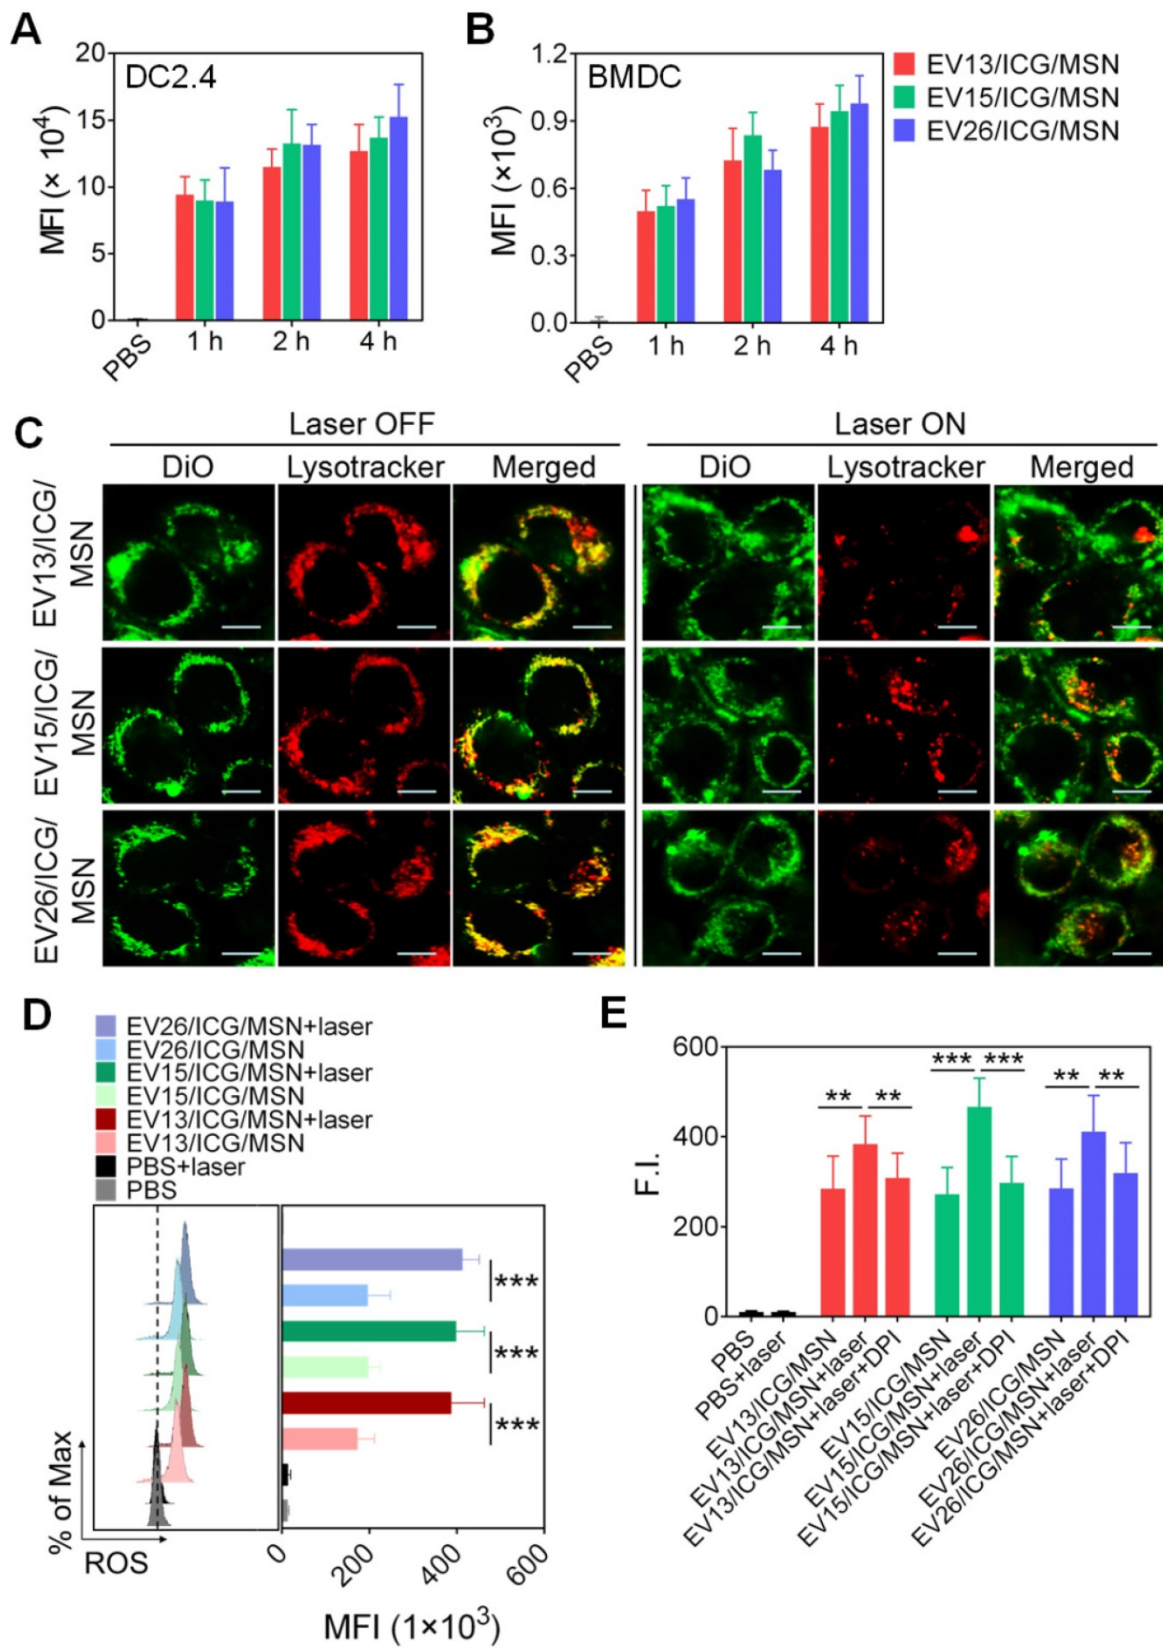 A
DC2.4
MFI (× 10⁴)
20
15
10
5
0
PBS
1 h
2 h
4 h
B
BMDC
MFI (×10³)
1.2
0.9
0.6
0.3
0.0
PBS
1 h
2 h
4 h
EV13/ICG/MSN
EV15/ICG/MSN
EV26/ICG/MSN
C
Laser OFF
Laser ON
DiO
Lysotracker
Merged
DiO
Lysotracker
Merged
EV13/ICG/
MSN
EV15/ICG/
MSN
EV26/ICG/
MSN
D
EV26/ICG/MSN+laser
EV26/ICG/MSN
EV15/ICG/MSN+laser
EV15/ICG/MSN
EV13/ICG/MSN+laser
EV13/ICG/MSN
PBS+laser
PBS
% of Max
ROS
***
***
***
0
200
400
600
MFI (1×10³)
E
F.I.
600
400
200
0
**
**
***
***
**
**
PBS
PBS+laser
EV13/ICG/MSN
EV13/ICG/MSN+laser
EV13/ICG/MSN+laser+DPI
EV15/ICG/MSN
EV15/ICG/MSN+laser
EV15/ICG/MSN+laser+DPI
EV26/ICG/MSN
EV26/ICG/MSN+laser
EV26/ICG/MSN+laser+DPI